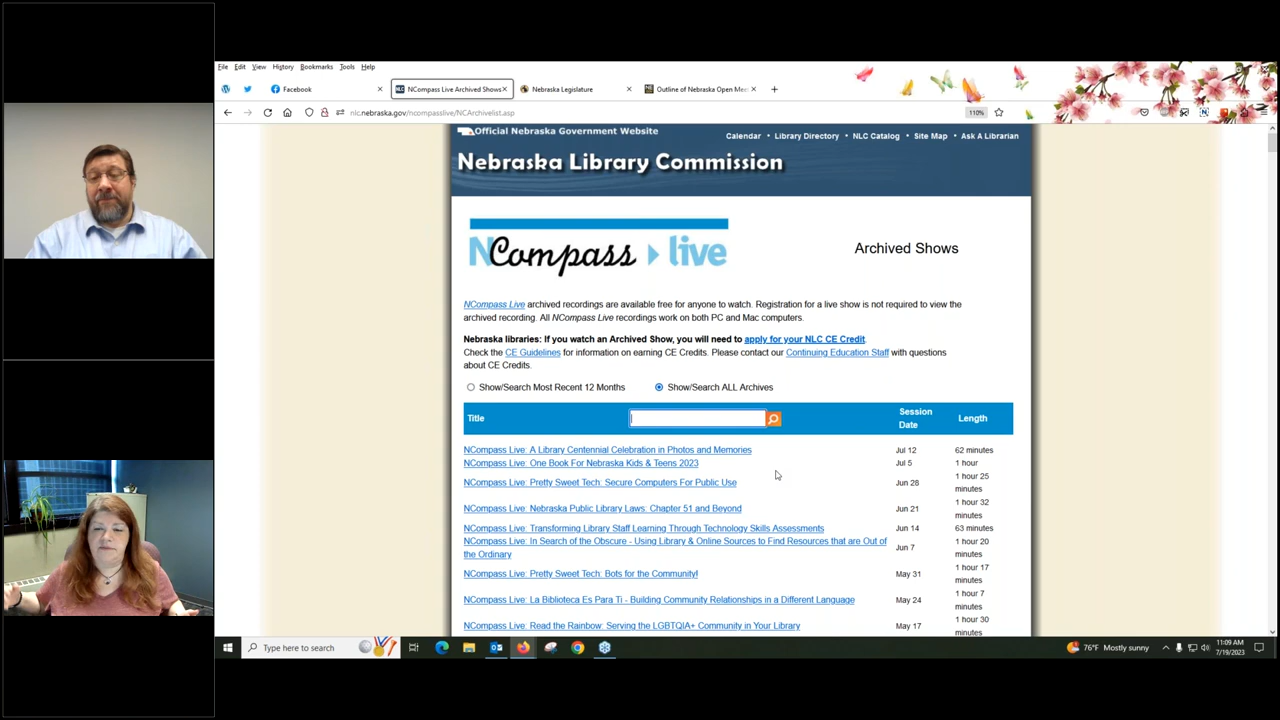 File Edit View History Bookmarks Tools Help
Facebook
NCompass Live Archived Shows
Nebraska Legislature
Outline of Nebraska Open Mee
nlc.nebraska.gov/ncompasslive/NCArchivelist.asp
110%
Official Nebraska Government Website
Calendar • Library Directory • NLC Catalog • Site Map • Ask A Librarian
Nebraska Library Commission
NCompass live
Archived Shows
NCompass Live archived recordings are available free for anyone to watch. Registration for a live show is not required to view the
archived recording. All NCompass Live recordings work on both PC and Mac computers.
Nebraska libraries: If you watch an Archived Show, you will need to apply for your NLC CE Credit.
Check the CE Guidelines for information on earning CE Credits. Please contact our Continuing Education Staff with questions
about CE Credits.
Show/Search Most Recent 12 Months Show/Search ALL Archives
Title Session Date Length
NCompass Live: A Library Centennial Celebration in Photos and Memories Jul 12 62 minutes
NCompass Live: One Book For Nebraska Kids & Teens 2023 Jul 5 1 hour
NCompass Live: Pretty Sweet Tech: Secure Computers For Public Use Jun 28 1 hour 25 minutes
NCompass Live: Nebraska Public Library Laws: Chapter 51 and Beyond Jun 21 1 hour 32 minutes
NCompass Live: Transforming Library Staff Learning Through Technology Skills Assessments Jun 14 63 minutes
NCompass Live: In Search of the Obscure - Using Library & Online Sources to Find Resources that are Out of
the Ordinary Jun 7 1 hour 20 minutes
NCompass Live: Pretty Sweet Tech: Bots for the Community! May 31 1 hour 17 minutes
NCompass Live: La Biblioteca Es Para Ti - Building Community Relationships in a Different Language May 24 1 hour 7 minutes
NCompass Live: Read the Rainbow: Serving the LGBTQIA+ Community in Your Library May 17 1 hour 30 minutes
Type here to search
76°F Mostly sunny
11:09 AM
7/19/2023